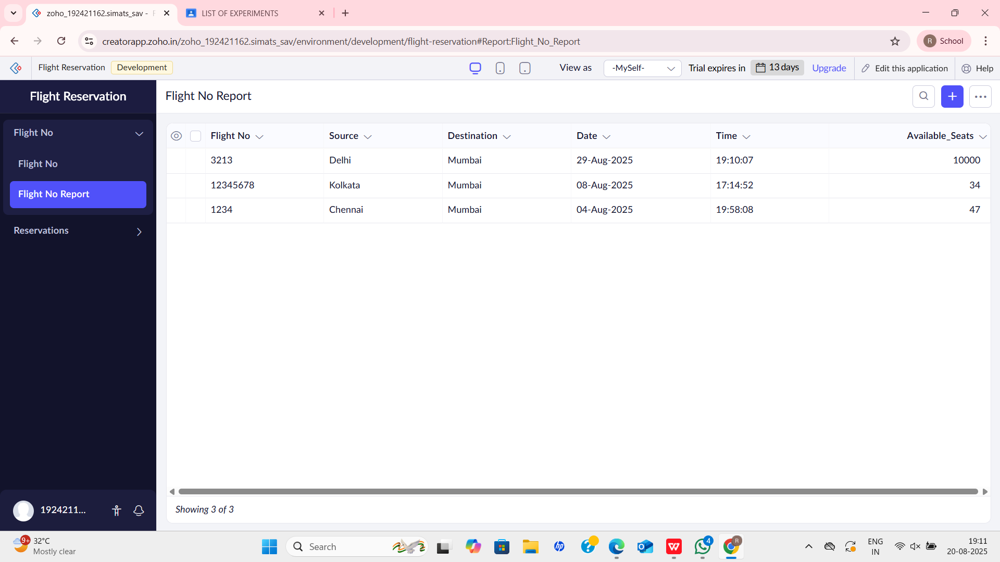 zoho_192421162.simats_sav - F
LIST OF EXPERIMENTS
creatorapp.zoho.in/zoho_192421162.simats_sav/environment/development/flight-reservation#Report:Flight_No_Report
R School
Flight Reservation Development View as -MySelf- Trial expires in 13 days Upgrade Edit this application Help
Flight Reservation
Flight No
Flight No
Flight No Report
Reservations
1924211...
Flight No Report
Flight No Source Destination Date Time Available_Seats
3213 Delhi Mumbai 29-Aug-2025 19:10:07 10000
12345678 Kolkata Mumbai 08-Aug-2025 17:14:52 34
1234 Chennai Mumbai 04-Aug-2025 19:58:08 47
Showing 3 of 3
9+ 32°C
Mostly clear
Search
hp
4
R
ENG
IN
19:11
20-08-2025